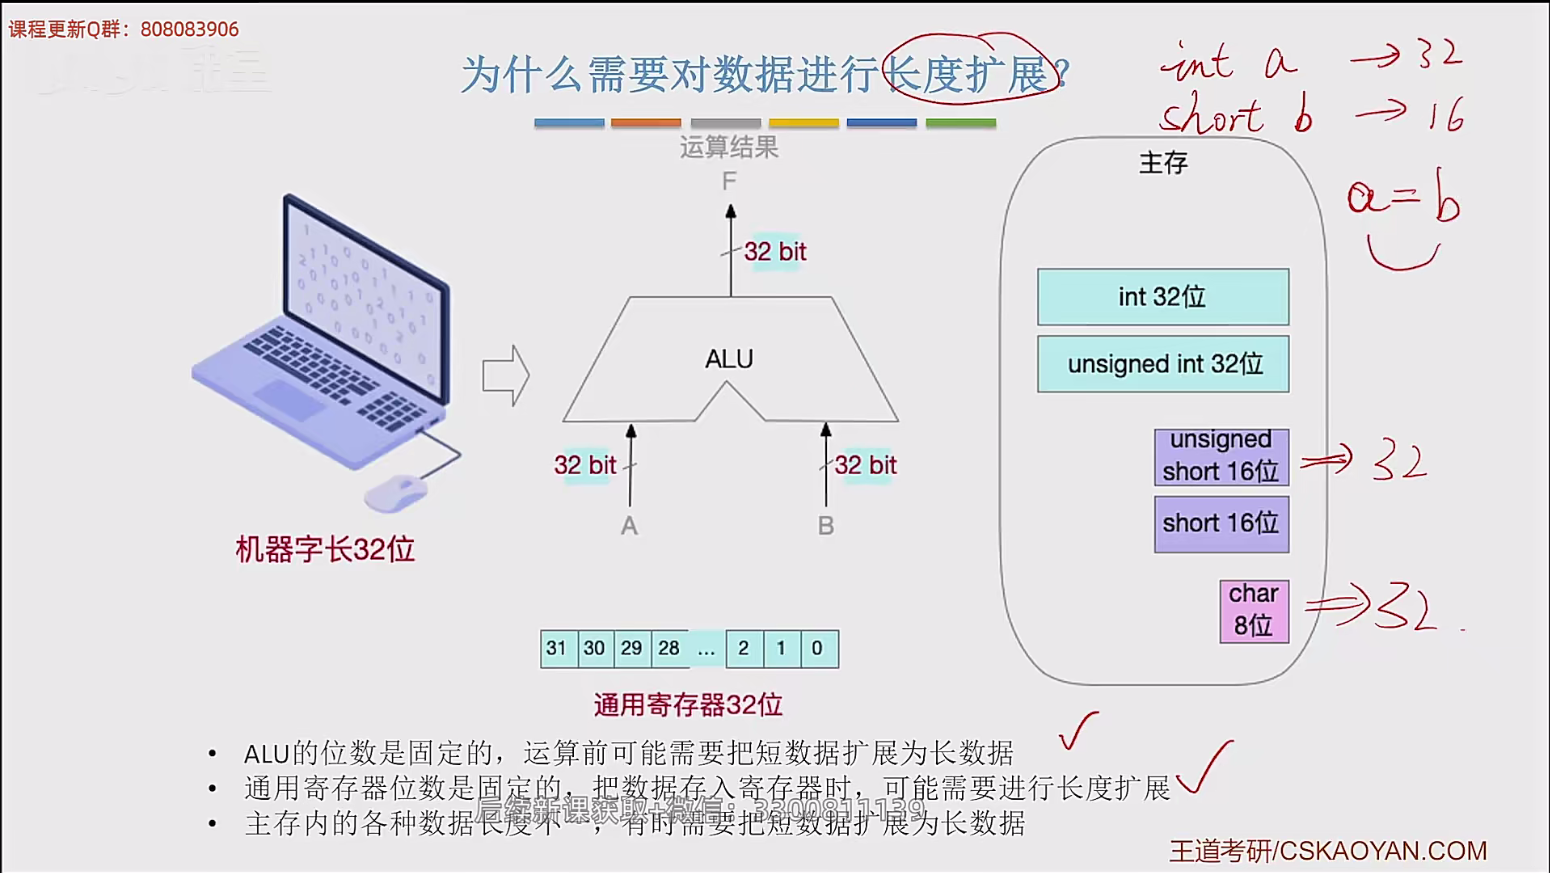 课程更新Q群：808083906
为什么需要对数据进行长度扩展？
int a → 32
short b → 16
a=b
运算结果
F
32 bit
ALU
32 bit
32 bit
A
B
机器字长32位
主存
int 32位
unsigned int 32位
unsigned
short 16位
⇒ 32
short 16位
char
8位
⇒ 32
31 30 29 28 ... 2 1 0
通用寄存器32位
• ALU的位数是固定的，运算前可能需要把短数据扩展为长数据
• 通用寄存器位数是固定的，把数据存入寄存器时，可能需要进行长度扩展
后续新课获取+微信：3300811139
• 主存内的各种数据长度不一，有时需要把短数据扩展为长数据
王道考研/CSKAOYAN.COM